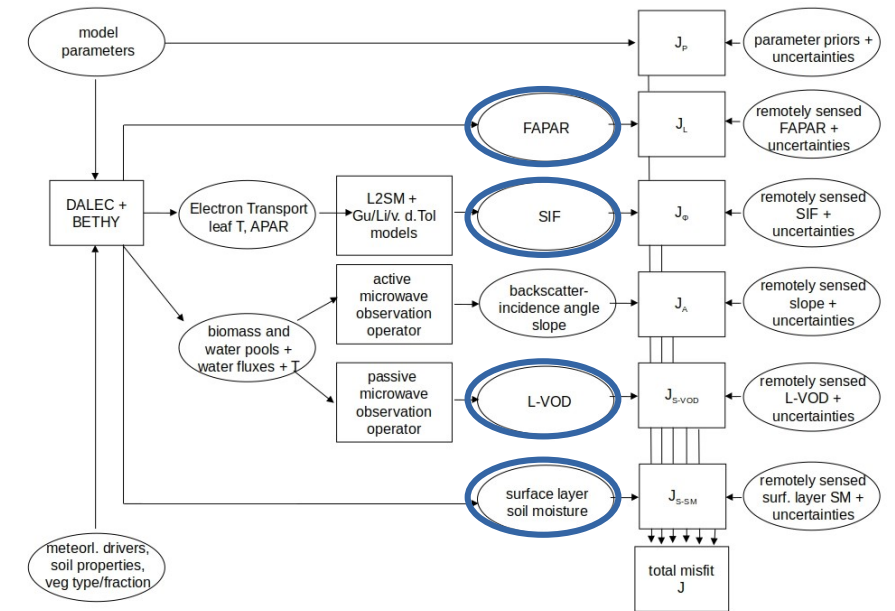 model
parameters
J_P
parameter priors +
uncertainties
FAPAR
J_L
remotely sensed
FAPAR +
uncertainties
DALEC +
BETHY
Electron Transport
leaf T, APAR
L2SM +
Gu/Li/v. d.Tol
models
SIF
J_Φ
remotely sensed
SIF +
uncertainties
active
microwave
observation
operator
backscatter-
incidence angle
slope
J_A
remotely sensed
slope +
uncertainties
biomass and
water pools +
water fluxes + T
passive
microwave
observation
operator
L-VOD
J_S-VOD
remotely sensed
L-VOD +
uncertainties
surface layer
soil moisture
J_S-SM
remotely sensed
surf. layer SM +
uncertainties
meteorl. drivers,
soil properties,
veg type/fraction
total misfit
J